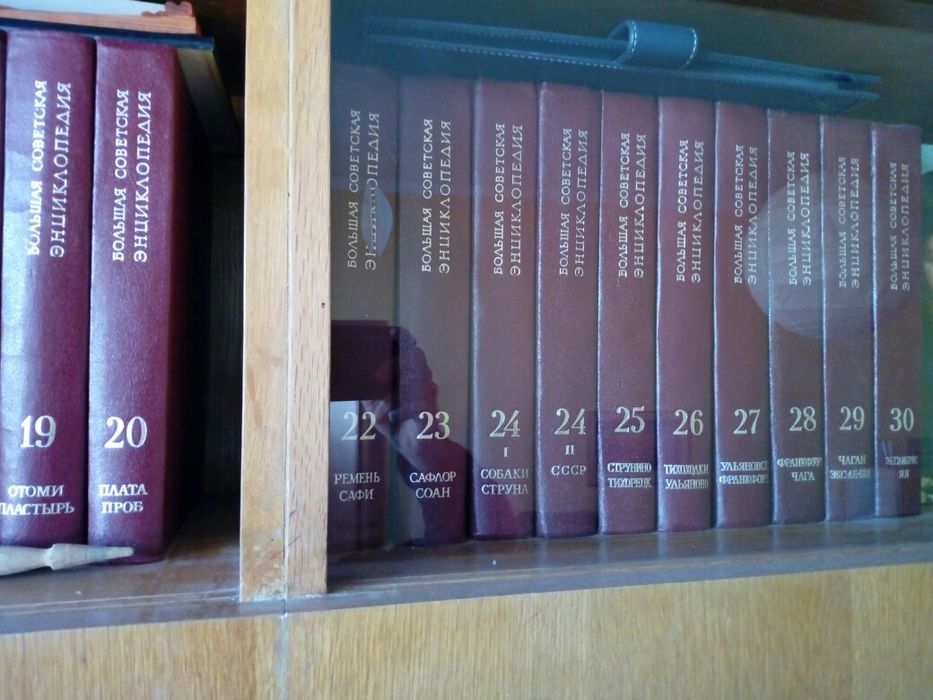 БОЛЬШАЯ СОВЕТСКАЯ
ЭНЦИКЛОПЕДИЯ
19
ОТОМИ
ПЛАСТЫРЬ
БОЛЬШАЯ СОВЕТСКАЯ
ЭНЦИКЛОПЕДИЯ
20
ПЛАТА
ПРОБ
БОЛЬШАЯ СОВЕТСКАЯ
ЭНЦИКЛОПЕДИЯ
22
РЕМЕНЬ
САФИ
БОЛЬШАЯ СОВЕТСКАЯ
ЭНЦИКЛОПЕДИЯ
23
САФЛОР
СОАН
БОЛЬШАЯ СОВЕТСКАЯ
ЭНЦИКЛОПЕДИЯ
24
I
СОБАКИ
СТРУНА
БОЛЬШАЯ СОВЕТСКАЯ
ЭНЦИКЛОПЕДИЯ
24
II
СССР
БОЛЬШАЯ СОВЕТСКАЯ
ЭНЦИКЛОПЕДИЯ
25
СТРУНИНО
ТИХОРЕЦК
БОЛЬШАЯ СОВЕТСКАЯ
ЭНЦИКЛОПЕДИЯ
26
ТИХОХОДКИ
УЛЬЯНОВО
БОЛЬШАЯ СОВЕТСКАЯ
ЭНЦИКЛОПЕДИЯ
27
УЛЬЯНОВСК
ФРАНКФОРТ
БОЛЬШАЯ СОВЕТСКАЯ
ЭНЦИКЛОПЕДИЯ
28
ФРАНКФУРТ
ЧАГА
БОЛЬШАЯ СОВЕТСКАЯ
ЭНЦИКЛОПЕДИЯ
29
ЧАГАН
БОЛЬШАЯ СОВЕТСКАЯ
ЭНЦИКЛОПЕДИЯ
30